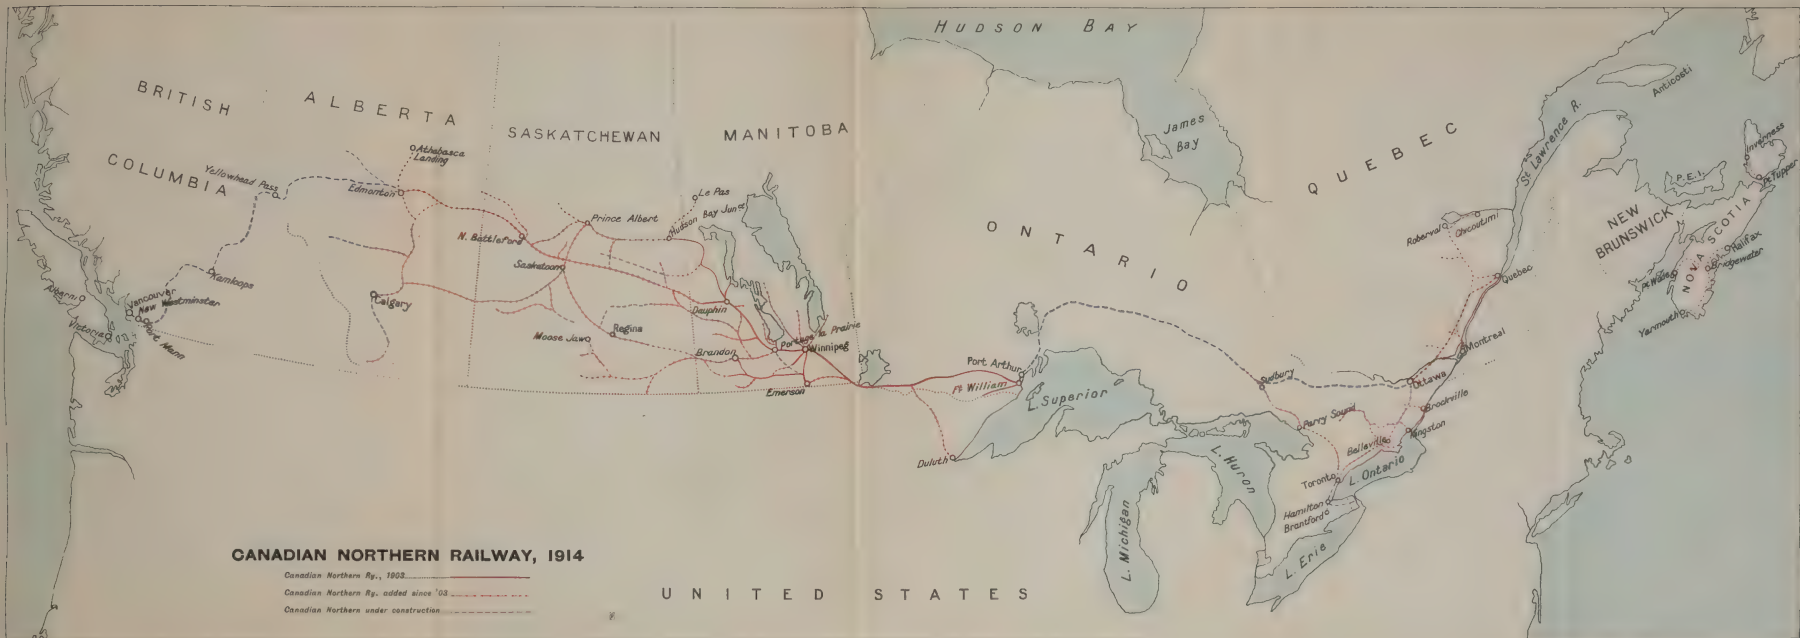 HUDSON BAY
BRITISH
COLUMBIA
ALBERTA
SASKATCHEWAN
MANITOBA
ONTARIO
QUEBEC
James
Bay
St Lawrence R.
Anticosti
P.E.I.
NEW
BRUNSWICK
NOVA SCOTIA
Inverness
Pt Tupper
Halifax
Bridgewater
Pt Wade
Yarmouth
Athabasca
Landing
Yellowhead Pass
Edmonton
N. Battleford
Prince Albert
Le Pas
Hudson Bay Junct
Saskatoon
Kamloops
Calgary
Alberni
Vancouver
New Westminster
Port Mann
Victoria
Moose Jaw
Regina
Dauphin
Brandon
Portage la Prairie
Winnipeg
Emerson
Port Arthur
Ft William
L. Superior
Duluth
Sudbury
Parry Sound
Roberval
Chicoutimi
Quebec
Montreal
Ottawa
Brockville
Kingston
Belleville
Toronto
L. Ontario
Hamilton
Brantford
L. Huron
L. Michigan
L. Erie
CANADIAN NORTHERN RAILWAY, 1914
Canadian Northern Ry., 1903
Canadian Northern Ry. added since '03
Canadian Northern under construction
UNITED STATES